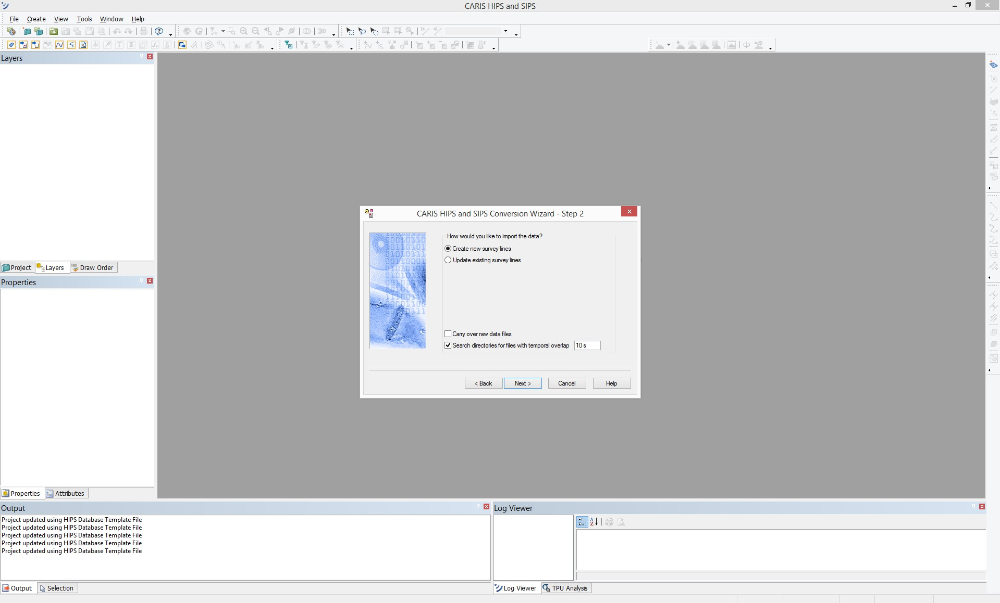 CARIS HIPS and SIPS
File Create View Tools Window Help
3D
Layers
Project Layers Draw Order
Properties
Properties Attributes
CARIS HIPS and SIPS Conversion Wizard - Step 2
How would you like to import the data?
Create new survey lines
Update existing survey lines
Carry over raw data files
Search directories for files with temporal overlap 10 s
< Back Next > Cancel Help
Output
Project updated using HIPS Database Template File
Project updated using HIPS Database Template File
Project updated using HIPS Database Template File
Project updated using HIPS Database Template File
Project updated using HIPS Database Template File
Output Selection
Log Viewer
Log Viewer TPU Analysis